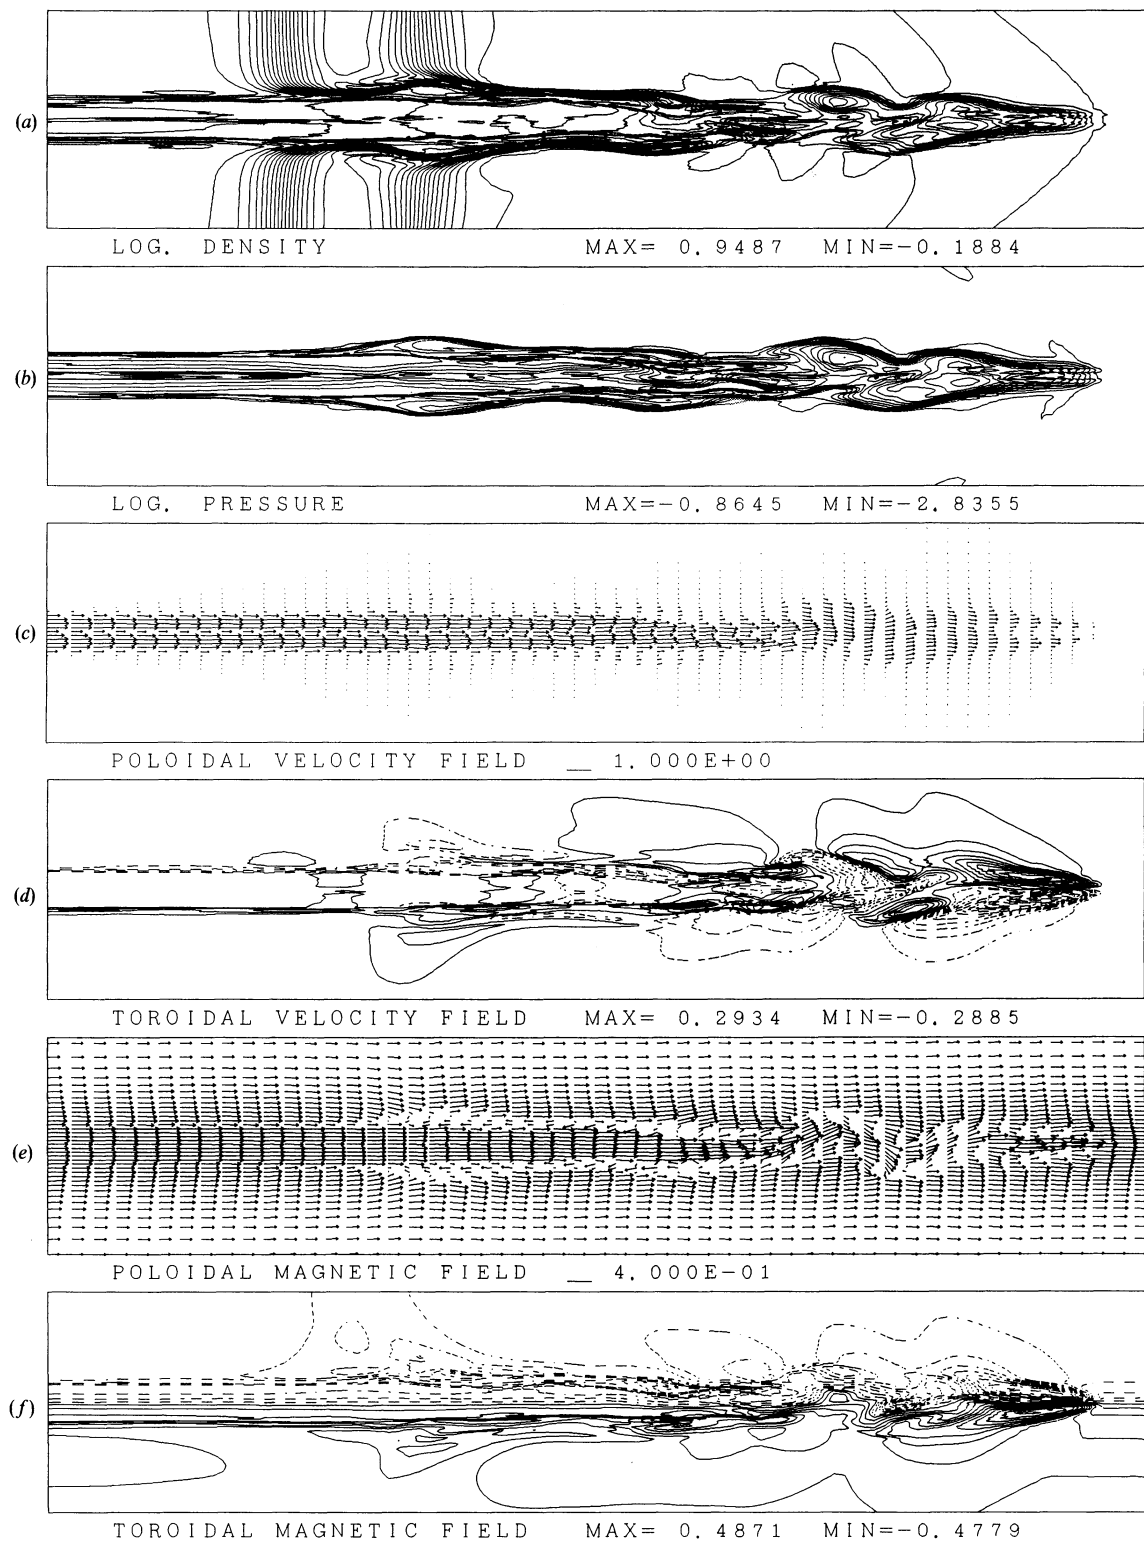 (a)
LOG. DENSITY MAX= 0.9487 MIN=-0.1884
(b)
LOG. PRESSURE MAX=-0.8645 MIN=-2.8355
(c)
POLOIDAL VELOCITY FIELD __ 1.000E+00
(d)
TOROIDAL VELOCITY FIELD MAX= 0.2934 MIN=-0.2885
(e)
POLOIDAL MAGNETIC FIELD __ 4.000E-01
(f)
TOROIDAL MAGNETIC FIELD MAX= 0.4871 MIN=-0.4779